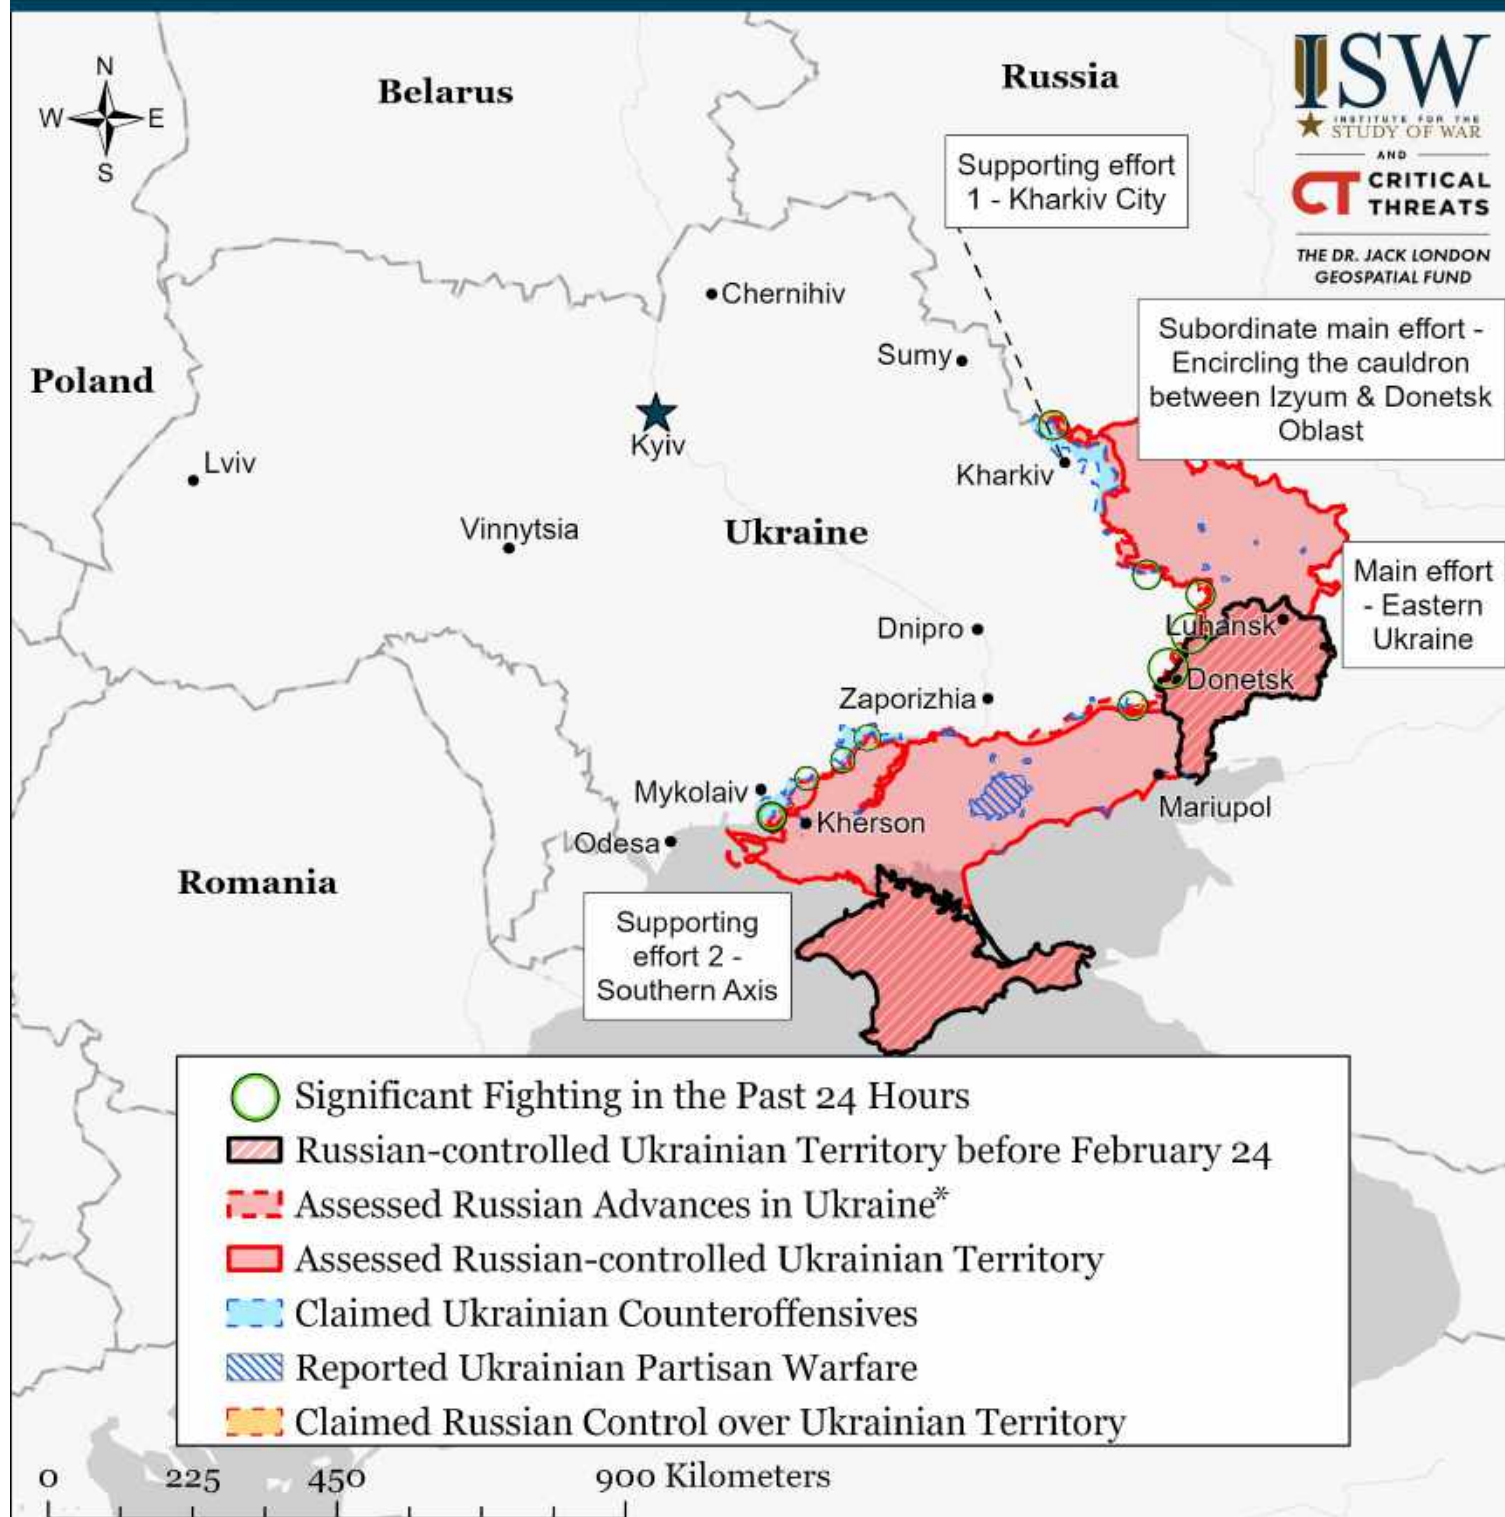 N
W E
S
Belarus
Russia
ISW
INSTITUTE FOR THE
STUDY OF WAR
AND
CT CRITICAL
THREATS
THE DR. JACK LONDON
GEOSPATIAL FUND
Supporting effort
1 - Kharkiv City
Chernihiv
Subordinate main effort -
Encircling the cauldron
between Izyum & Donetsk
Oblast
Sumy
Poland
Kyiv
Lviv
Kharkiv
Vinnytsia
Ukraine
Main effort
- Eastern
Ukraine
Dnipro
Luhansk
Donetsk
Zaporizhia
Mykolaiv
Mariupol
Kherson
Odesa
Romania
Supporting
effort 2 -
Southern Axis
Significant Fighting in the Past 24 Hours
Russian-controlled Ukrainian Territory before February 24
Assessed Russian Advances in Ukraine*
Assessed Russian-controlled Ukrainian Territory
Claimed Ukrainian Counteroffensives
Reported Ukrainian Partisan Warfare
Claimed Russian Control over Ukrainian Territory
0 225 450 900 Kilometers